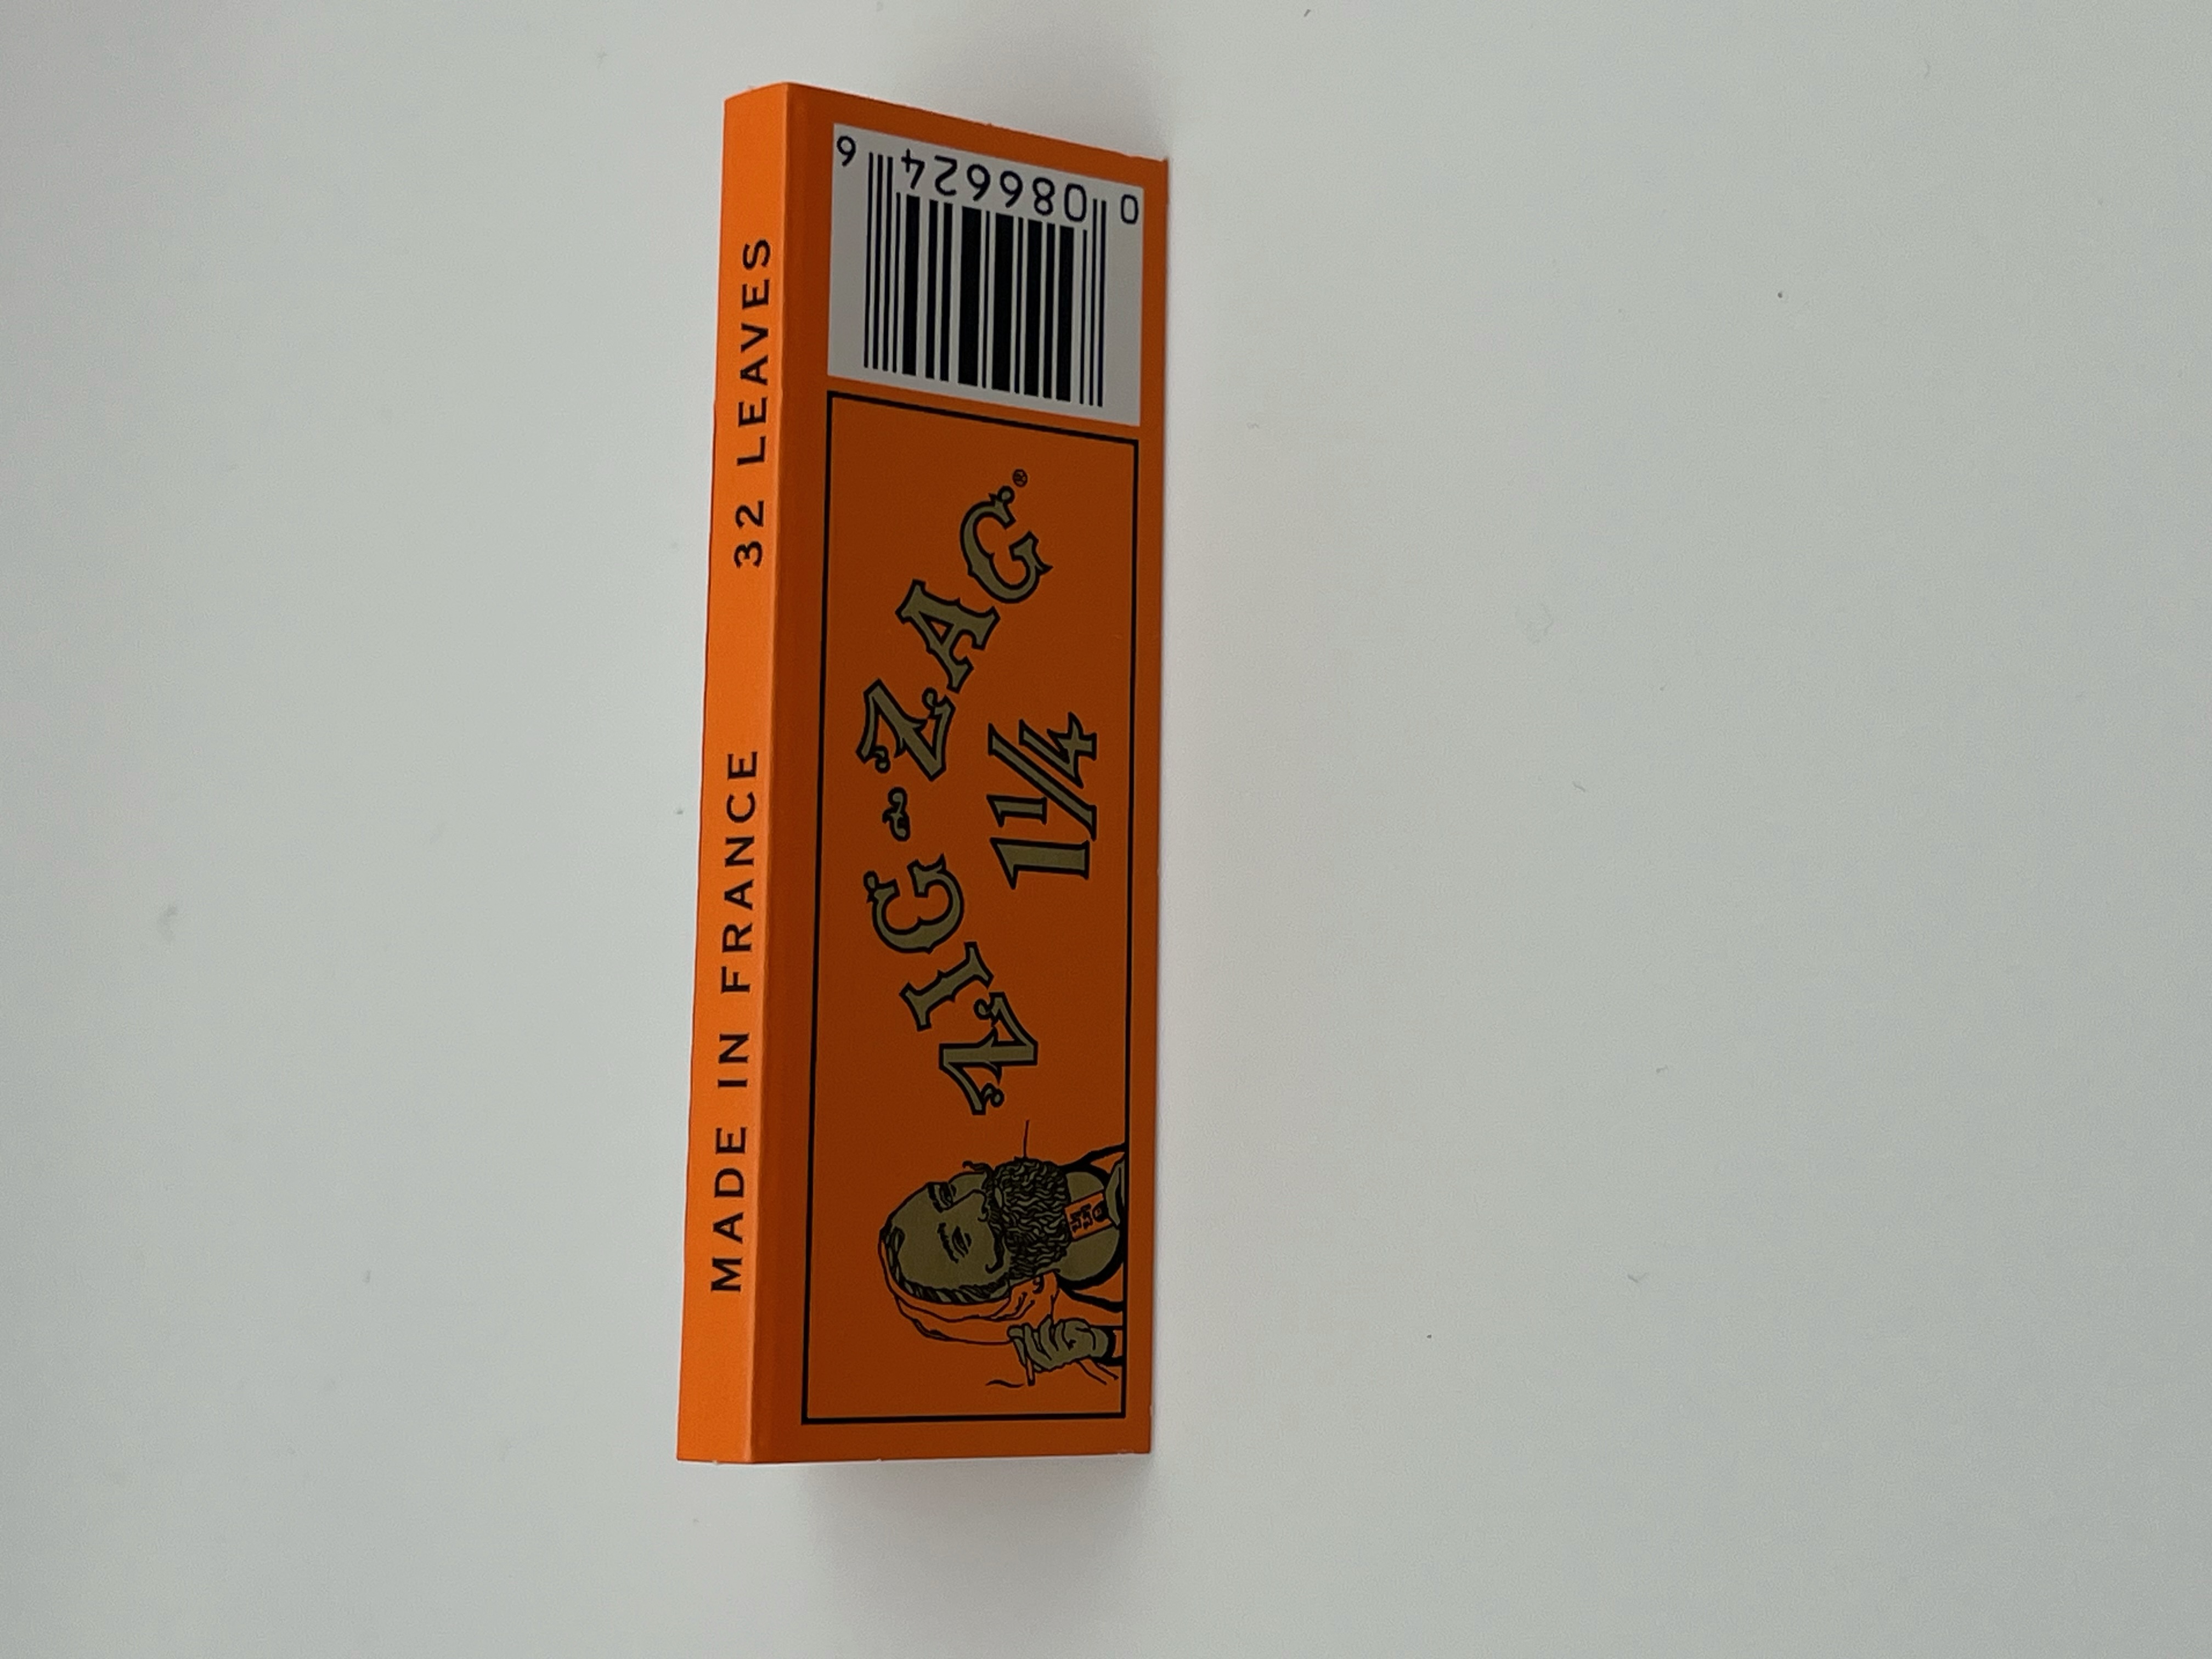 MADE IN FRANCE 32 LEAVES
ZIG-ZAG®
1¼
0 086624 6